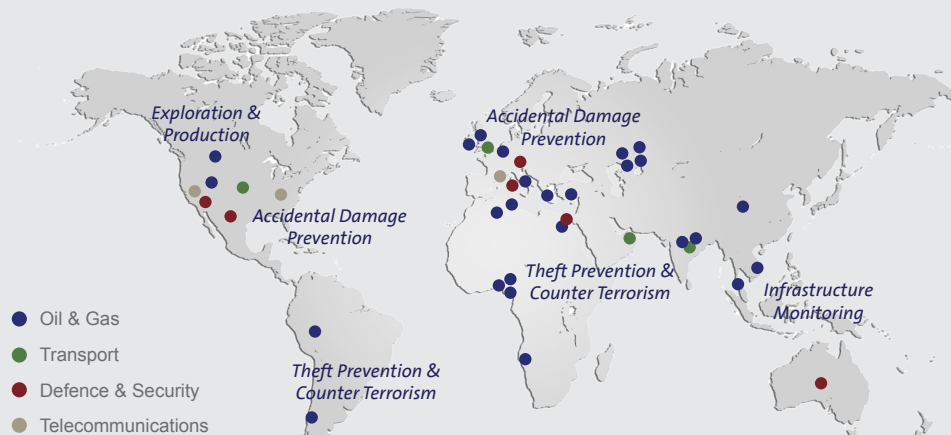 Exploration &
Production
Accidental Damage
Prevention
Accidental Damage
Prevention
Theft Prevention &
Counter Terrorism
Infrastructure
Monitoring
Oil & Gas
Transport
Theft Prevention &
Counter Terrorism
Defence & Security
Telecommunications